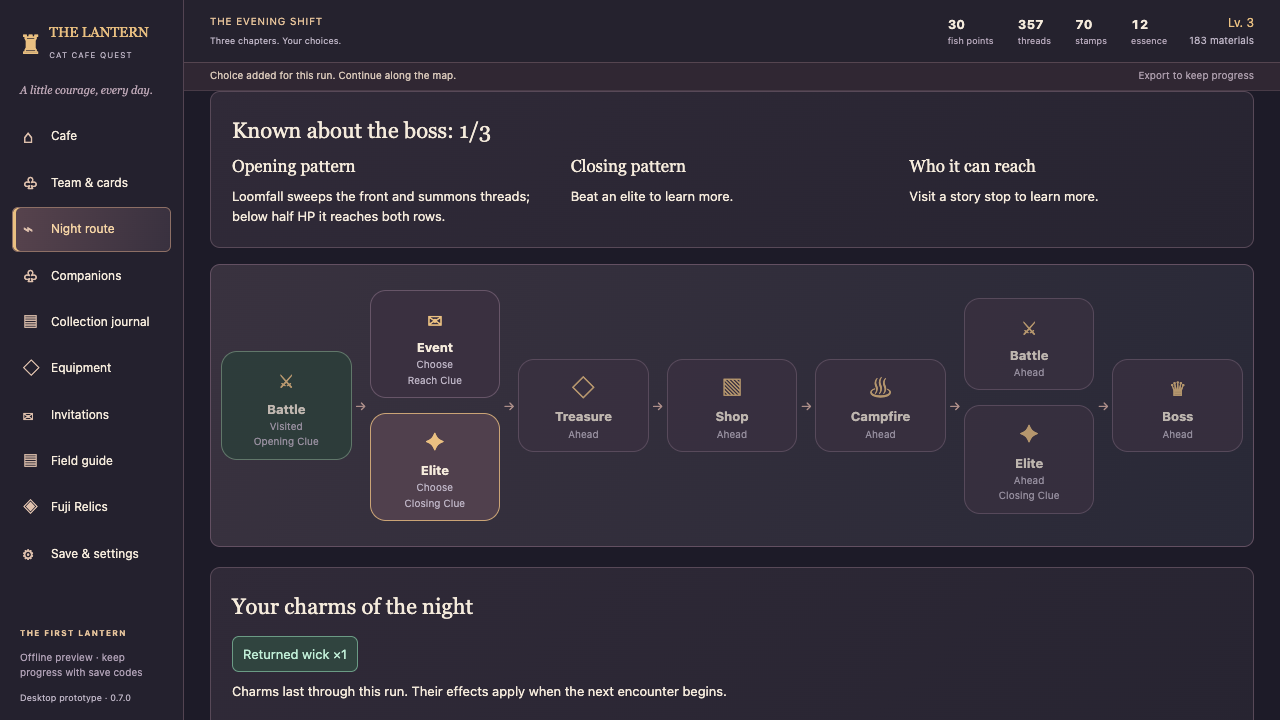 THE LANTERN
CAT CAFE QUEST
A little courage, every day.
Cafe
Team & cards
Night route
Companions
Collection journal
Equipment
Invitations
Field guide
Fuji Relics
Save & settings
THE FIRST LANTERN
Offline preview · keep
progress with save codes
Desktop prototype · 0.7.0
THE EVENING SHIFT
Three chapters. Your choices.
30
fish points
357
threads
70
stamps
12
essence
Lv. 3
183 materials
Choice added for this run. Continue along the map.
Export to keep progress
Known about the boss: 1/3
Opening pattern
Loomfall sweeps the front and summons threads;
below half HP it reaches both rows.
Closing pattern
Beat an elite to learn more.
Who it can reach
Visit a story stop to learn more.
Battle
Visited
Opening Clue
Event
Choose
Reach Clue
Elite
Choose
Closing Clue
Treasure
Ahead
Shop
Ahead
Campfire
Ahead
Battle
Ahead
Elite
Ahead
Closing Clue
Boss
Ahead
Your charms of the night
Returned wick ×1
Charms last through this run. Their effects apply when the next encounter begins.